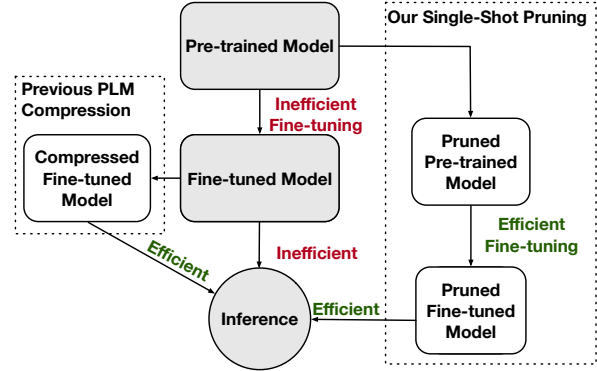 Our Single-Shot Pruning
Pre-trained Model
Previous PLM
Compression
Inefficient
Fine-tuning
Pruned
Pre-trained
Model
Compressed
Fine-tuned
Model
Fine-tuned Model
Efficient
Fine-tuning
Efficient
Inefficient
Inference
Efficient
Pruned
Fine-tuned
Model